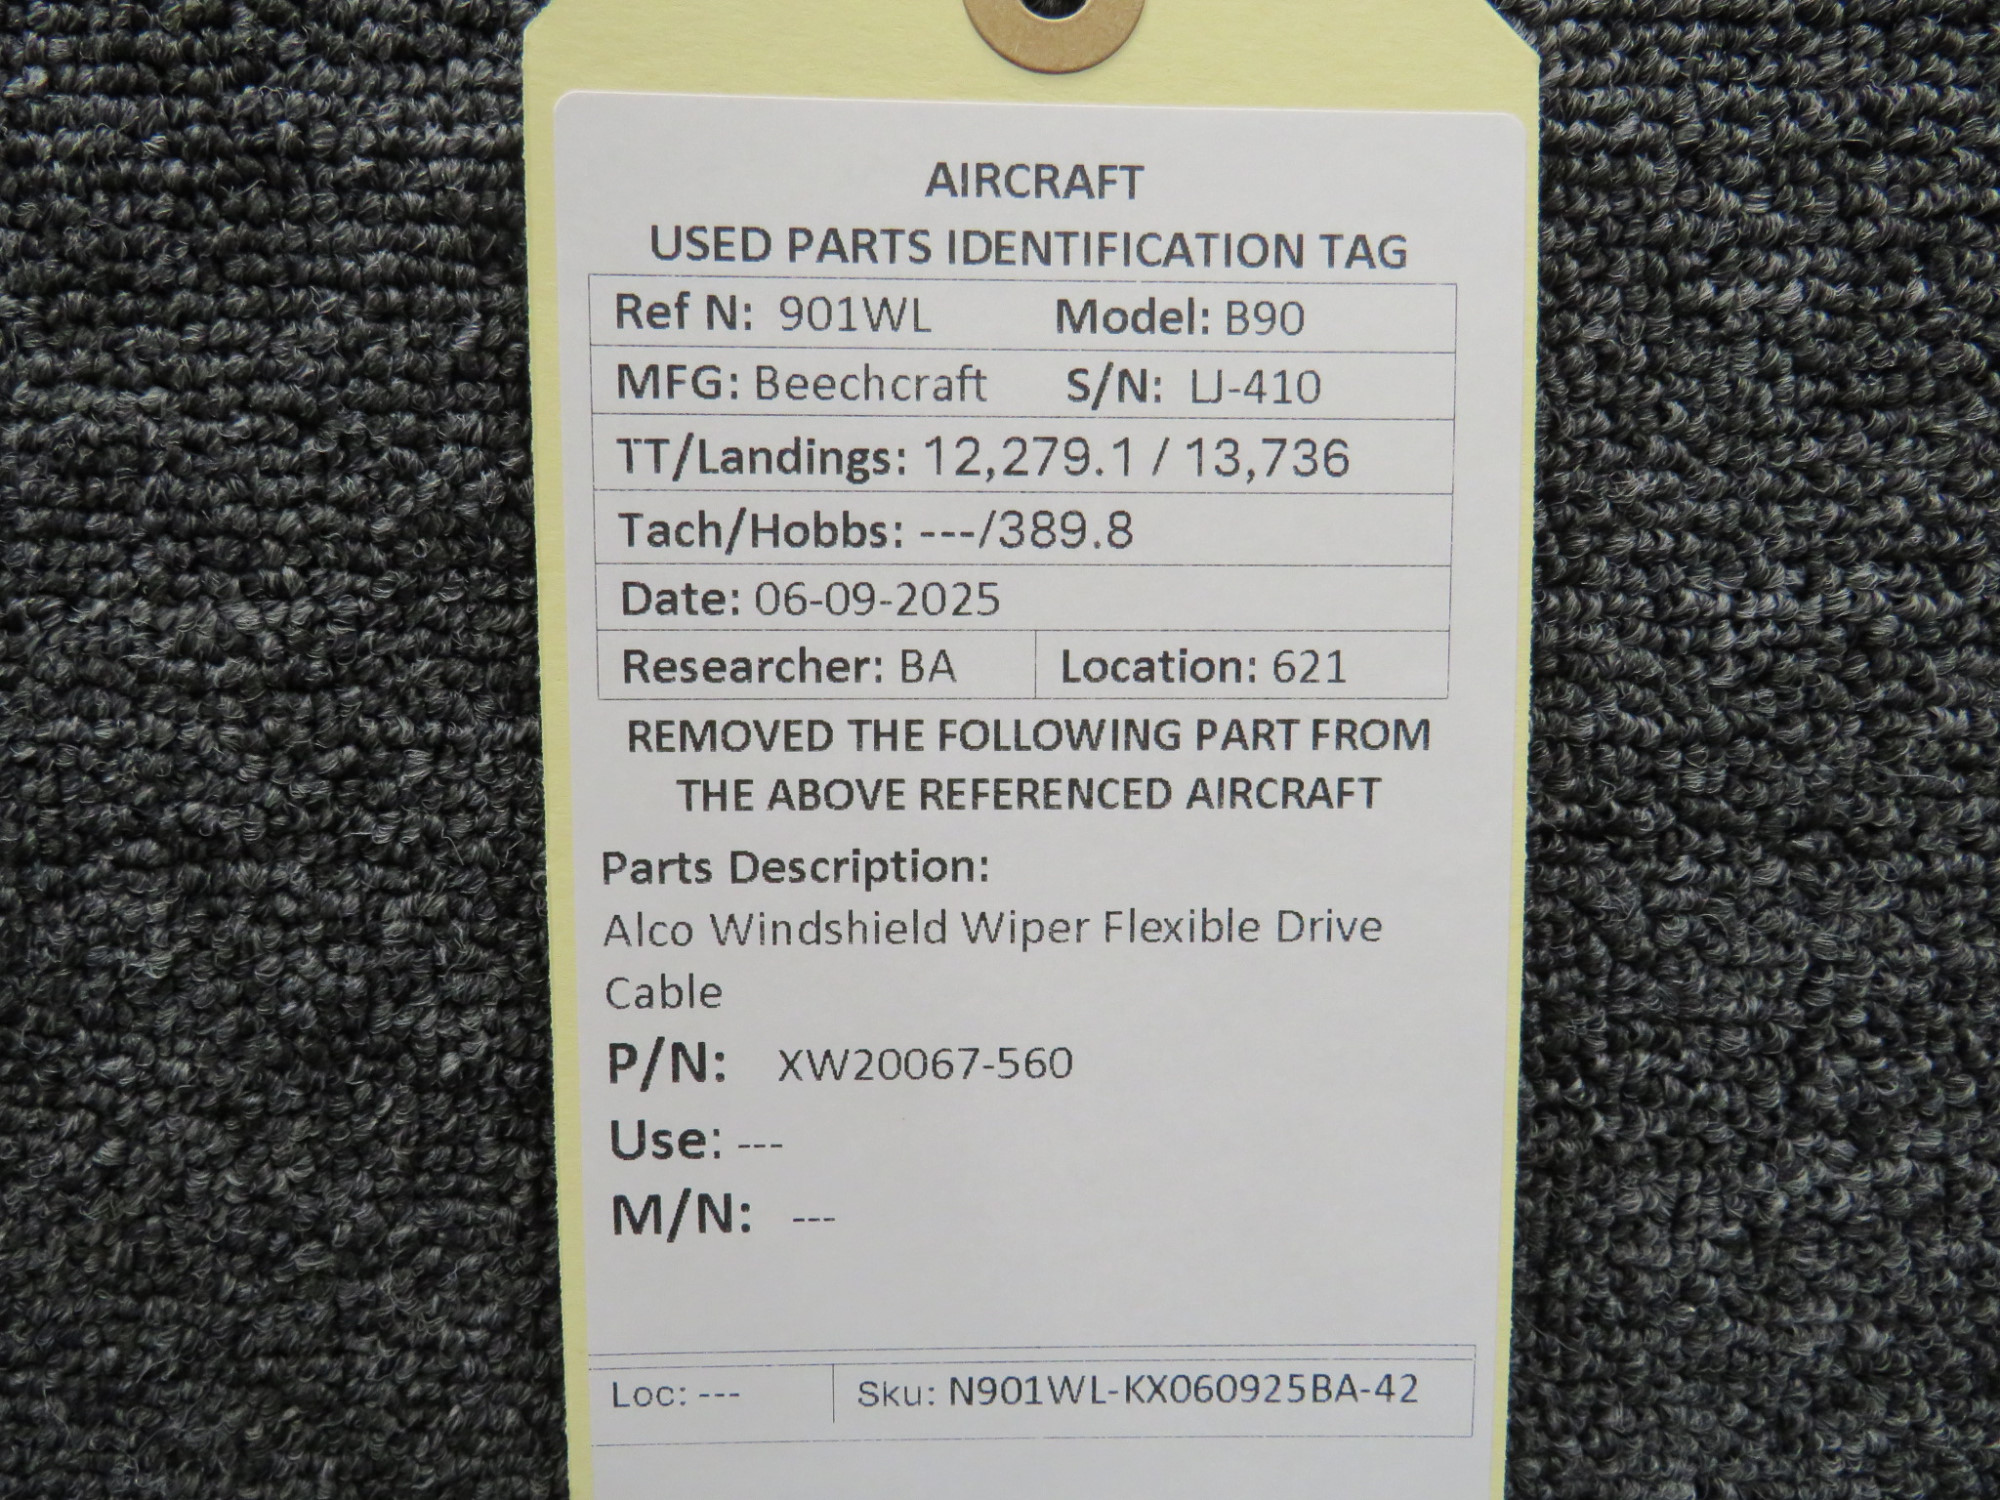 AIRCRAFT
USED PARTS IDENTIFICATION TAG
Ref N: 901WL Model: B90
MFG: Beechcraft S/N: LJ-410
TT/Landings: 12,279.1 / 13,736
Tach/Hobbs: ---/389.8
Date: 06-09-2025
Researcher: BA Location: 621
REMOVED THE FOLLOWING PART FROM
THE ABOVE REFERENCED AIRCRAFT
Parts Description:
Alco Windshield Wiper Flexible Drive
Cable
P/N: XW20067-560
Use: ---
M/N: ---
Loc: --- Sku: N901WL-KX060925BA-42